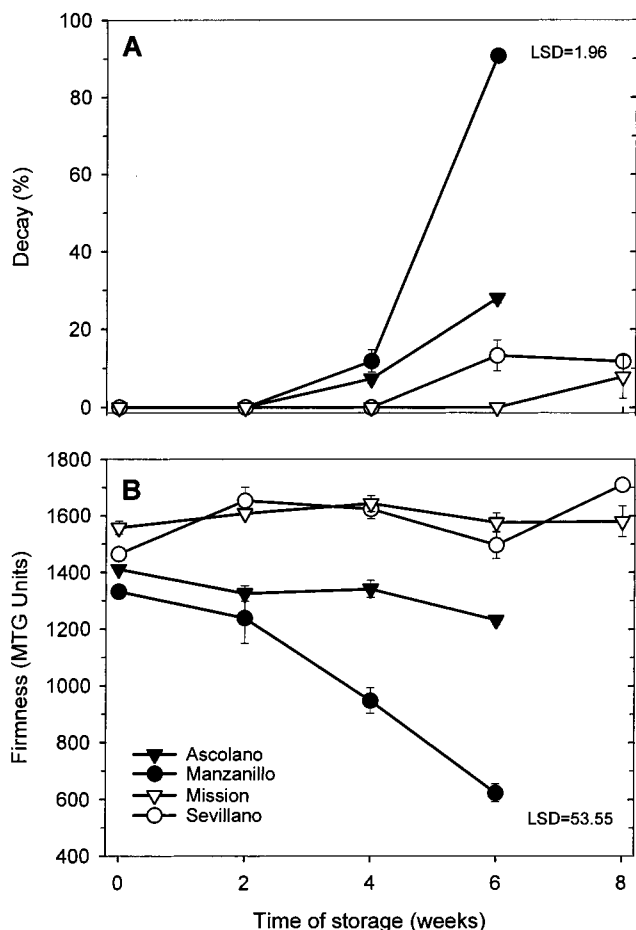 A
LSD=1.96
100
80
60
40
20
0
Decay (%)
B
1800
1600
1400
1200
1000
800
600
400
Firmness (MTG Units)
Ascolano
Manzanillo
Mission
Sevillano
LSD=53.55
0 2 4 6 8
Time of storage (weeks)